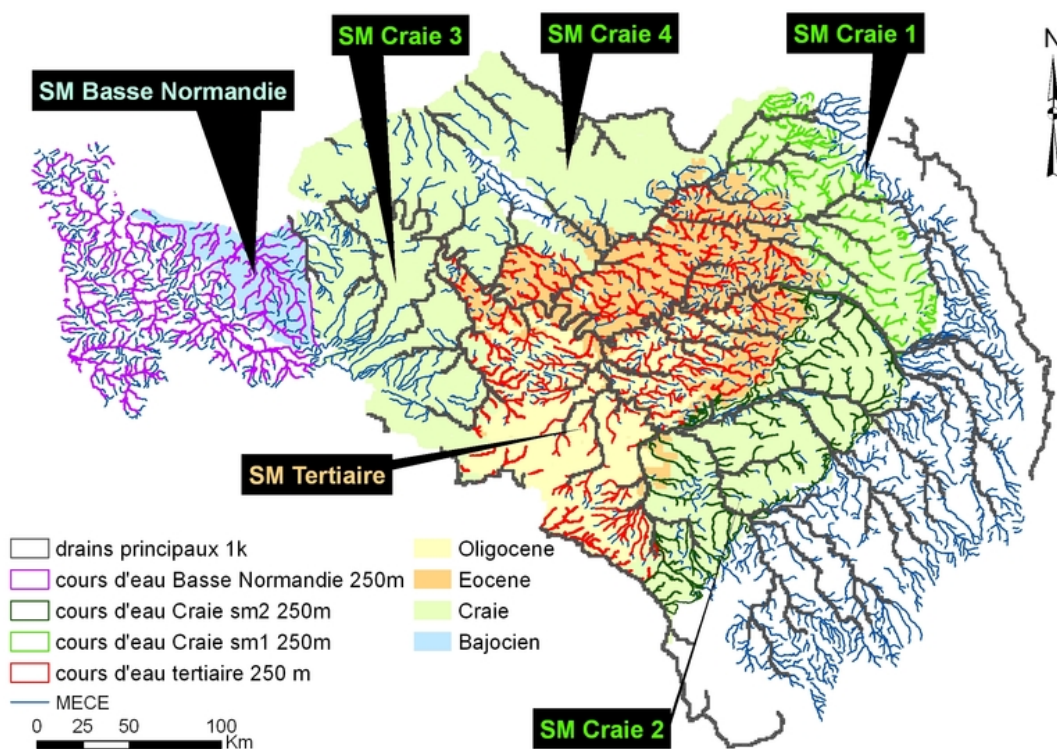 SM Craie 3
SM Craie 4
SM Craie 1
N
SM Basse Normandie
SM Tertiaire
drains principaux 1k
cours d'eau Basse Normandie 250m
cours d'eau Craie sm2 250m
cours d'eau Craie sm1 250m
cours d'eau tertiaire 250 m
MECE
Oligocene
Eocene
Craie
Bajocien
0 25 50 100
Km
SM Craie 2